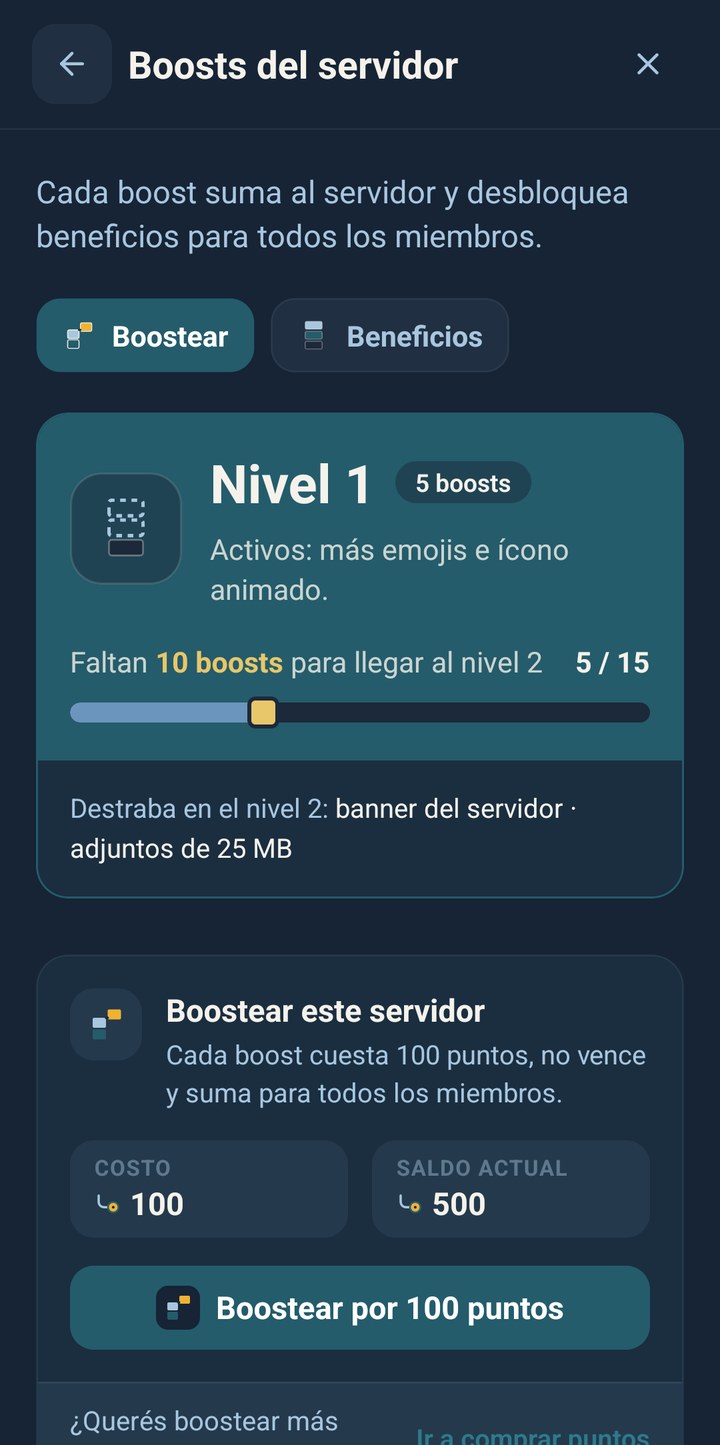 Boosts del servidor
Cada boost suma al servidor y desbloquea
beneficios para todos los miembros.
Boostear
Beneficios
Nivel 1
5 boosts
Activos: más emojis e ícono
animado.
Faltan 10 boosts para llegar al nivel 2
5 / 15
Destraba en el nivel 2: banner del servidor ·
adjuntos de 25 MB
Boostear este servidor
Cada boost cuesta 100 puntos, no vence
y suma para todos los miembros.
COSTO
100
SALDO ACTUAL
500
Boostear por 100 puntos
¿Querés boostear más
Ir a comprar puntos